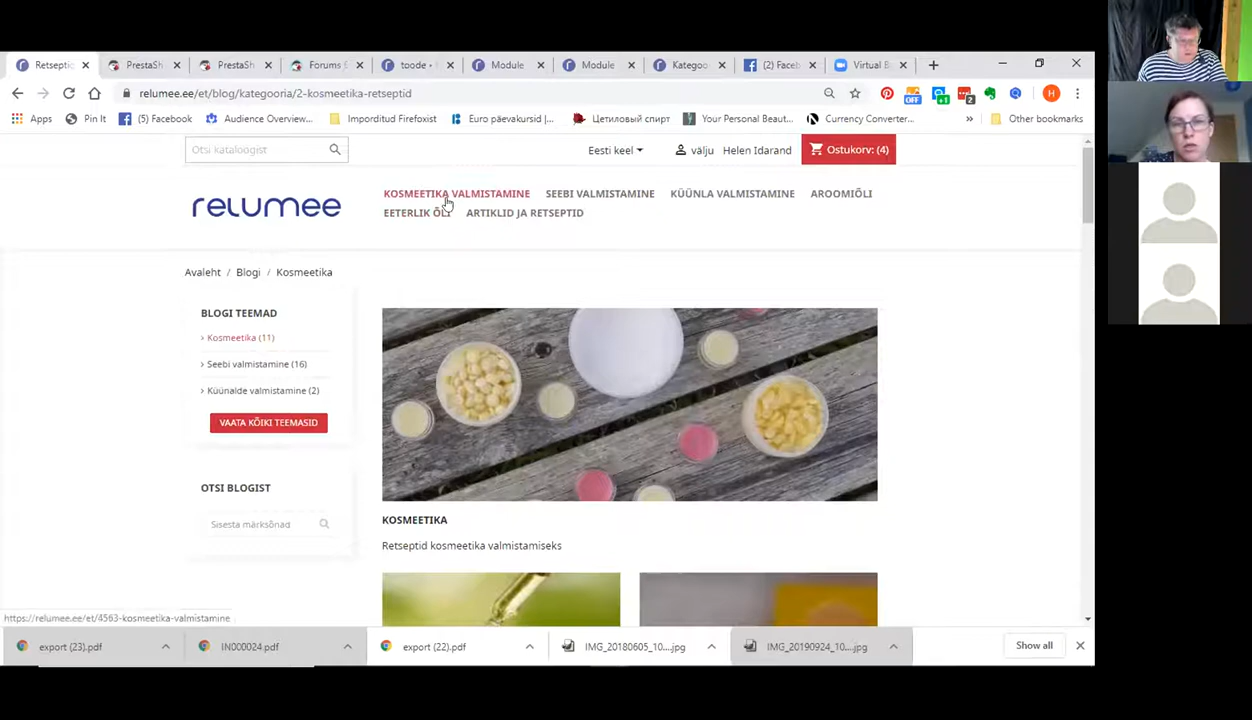 Retseptic
PrestaSh
PrestaSh
Forums
toode •
Module
Module
Katego
(2) Faceb
Virtual B
relumee.ee/et/blog/kategooria/2-kosmeetika-retseptid
OFF
+1
2
H
Apps
Pin It
(5) Facebook
Audience Overview...
Imporditud Firefoxist
Euro päevakursid |...
Цетиловый спирт
Your Personal Beaut...
Currency Converter...
»
Other bookmarks
Otsi kataloogist
Eesti keel
välju
Helen Idarand
Ostukorv: (4)
relumee
KOSMEETIKA VALMISTAMINE
SEEBI VALMISTAMINE
KÜÜNLA VALMISTAMINE
AROOMIÕLI
EETERLIK ÕLI
ARTIKLID JA RETSEPTID
Avaleht / Blogi / Kosmeetika
BLOGI TEEMAD
› Kosmeetika (11)
› Seebi valmistamine (16)
› Küünalde valmistamine (2)
VAATA KÕIKI TEEMASID
OTSI BLOGIST
Sisesta märksõnad
KOSMEETIKA
Retseptid kosmeetika valmistamiseks
https://relumee.ee/et/4563-kosmeetika-valmistamine
export (23).pdf
IN000024.pdf
export (22).pdf
IMG_20180605_10....jpg
IMG_20190924_10....jpg
Show all